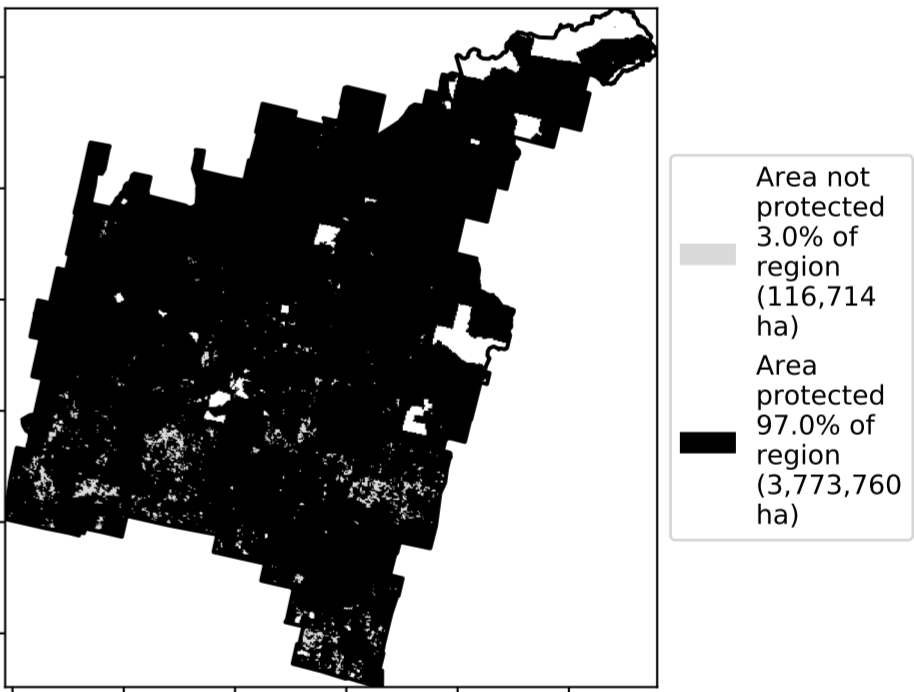 Area not
protected
3.0% of
region
(116,714
ha)
Area
protected
97.0% of
region
(3,773,760
ha)